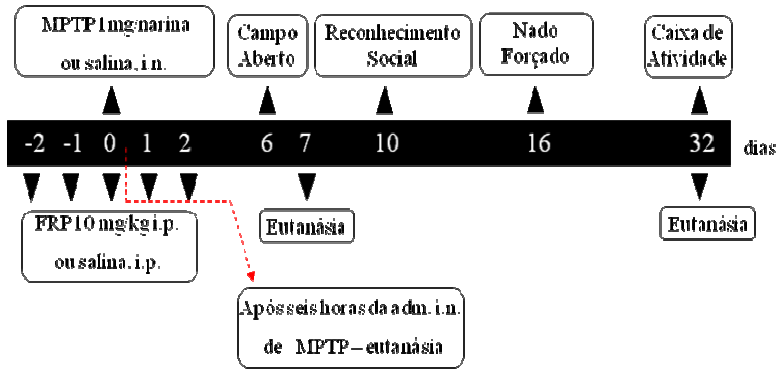 MPTP 1 mg/narina
ou salina, i.n.
Campo
Aberto
Reconhecimento
Social
Nado
Forçado
Caixa de
Atividade
-2 -1 0 1 2 6 7 10 16 32 dias
FRP 10 mg/kg i.p.
ou salina. i.p.
Eutanásia
Eutanásia
Após seis horas da adm. i.n.
de MPTP – eutanásia